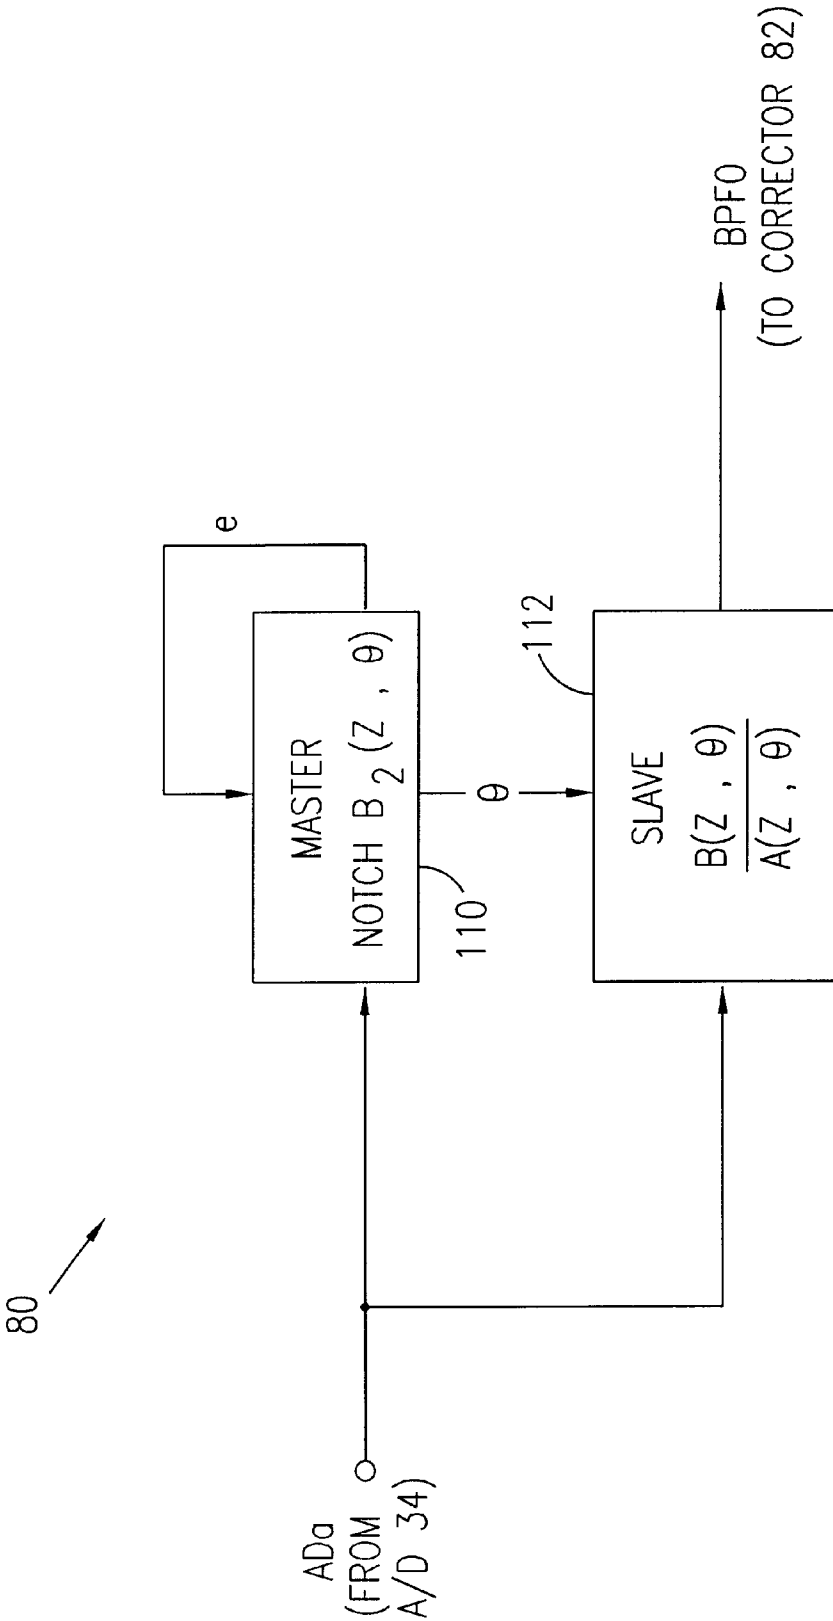 80
ADa
(FROM
A/D 34)
MASTER
NOTCH B2 (Z , θ)
e
110
θ
112
SLAVE
B(Z , θ)
A(Z , θ)
BPFO
(TO CORRECTOR 82)